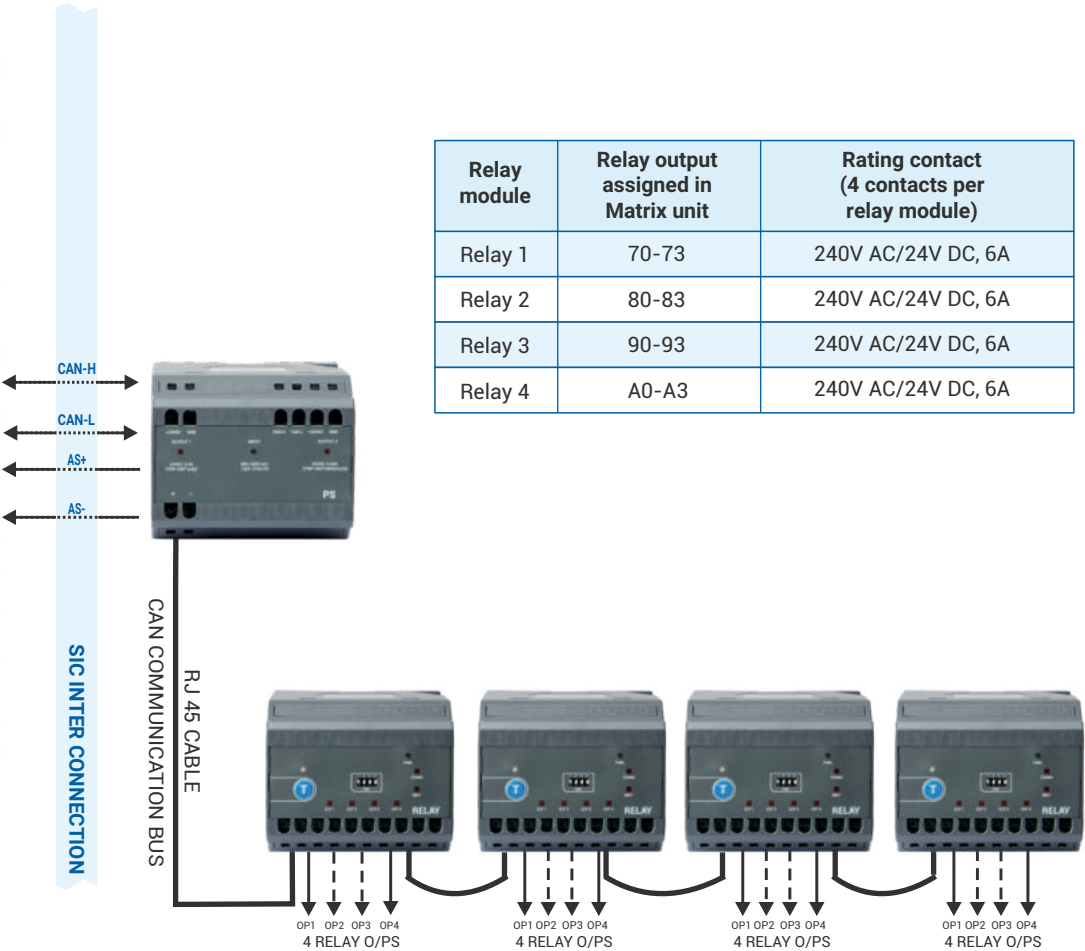 Relay module
Relay output assigned in Matrix unit
Rating contact (4 contacts per relay module)
Relay 1
70-73
240V AC/24V DC, 6A
Relay 2
80-83
240V AC/24V DC, 6A
Relay 3
90-93
240V AC/24V DC, 6A
Relay 4
A0-A3
240V AC/24V DC, 6A
CAN-H
CAN-L
AS+
AS-
PS
SIC INTER CONNECTION
CAN COMMUNICATION BUS
RJ 45 CABLE
T
RELAY
T
RELAY
T
RELAY
T
RELAY
OP1 OP2 OP3 OP4
4 RELAY O/PS
OP1 OP2 OP3 OP4
4 RELAY O/PS
OP1 OP2 OP3 OP4
4 RELAY O/PS
OP1 OP2 OP3 OP4
4 RELAY O/PS